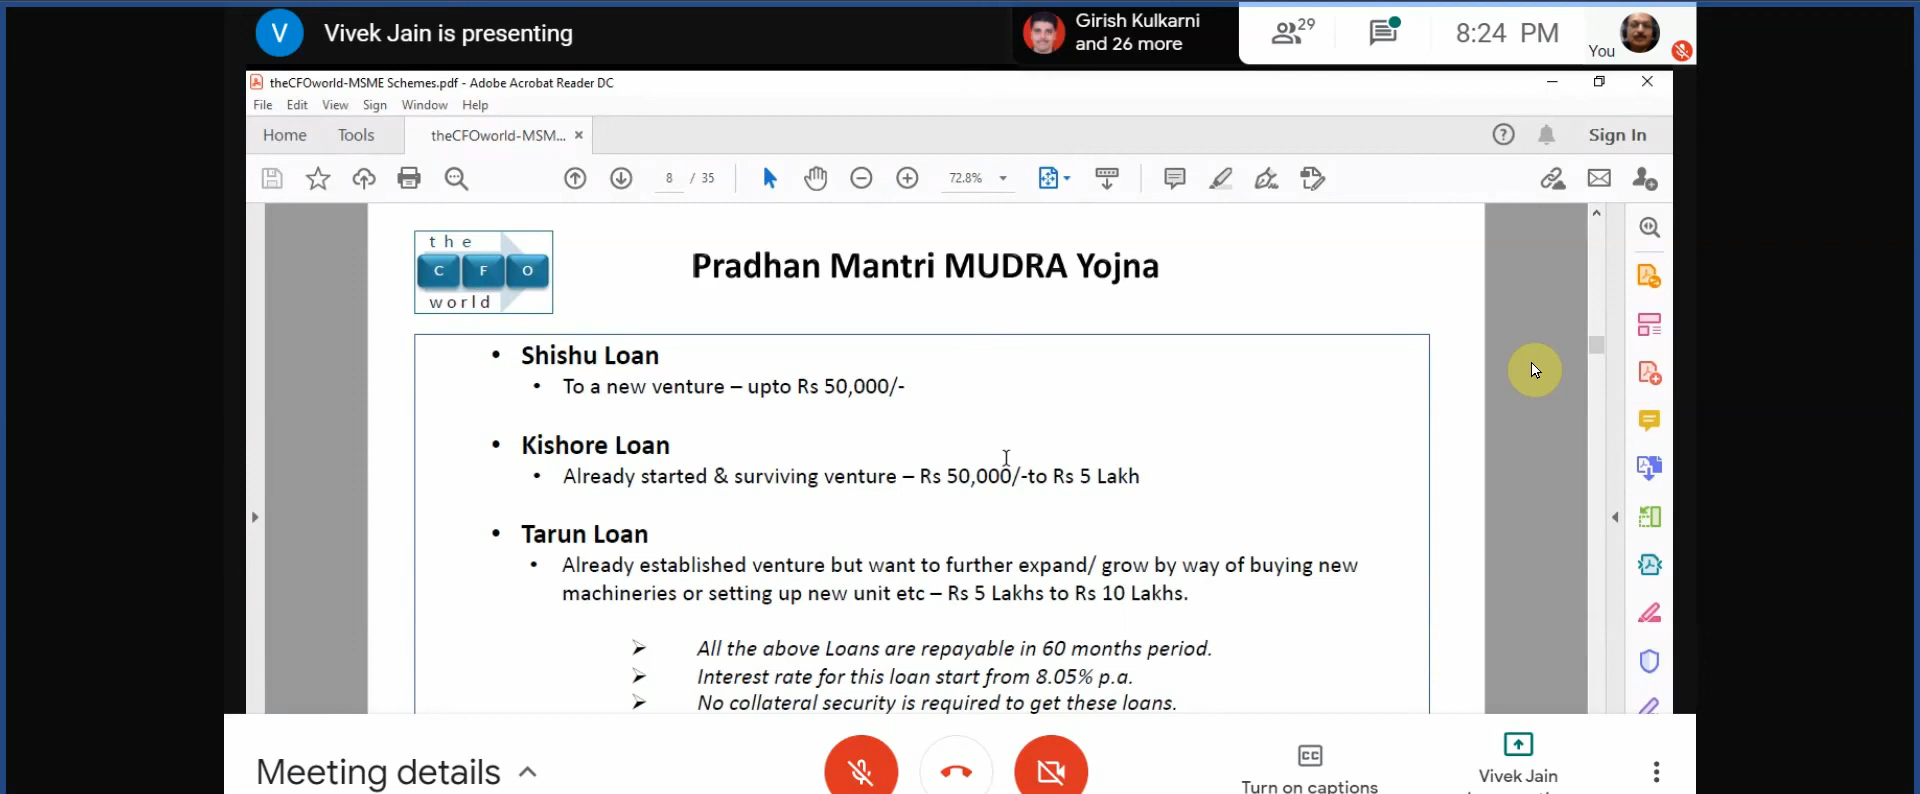 V
Vivek Jain is presenting
Girish Kulkarni
and 26 more
29
8:24 PM
You
theCFOworld-MSME Schemes.pdf - Adobe Acrobat Reader DC
File Edit View Sign Window Help
Home Tools theCFOworld-MSM... ×
Sign In
8 / 35
72.8%
the
C F O
world
Pradhan Mantri MUDRA Yojna
• Shishu Loan
• To a new venture – upto Rs 50,000/-
• Kishore Loan
• Already started & surviving venture – Rs 50,000/-to Rs 5 Lakh
• Tarun Loan
• Already established venture but want to further expand/ grow by way of buying new
machineries or setting up new unit etc – Rs 5 Lakhs to Rs 10 Lakhs.
➢ All the above Loans are repayable in 60 months period.
➢ Interest rate for this loan start from 8.05% p.a.
➢ No collateral security is required to get these loans.
Meeting details
CC
Turn on captions
Vivek Jain